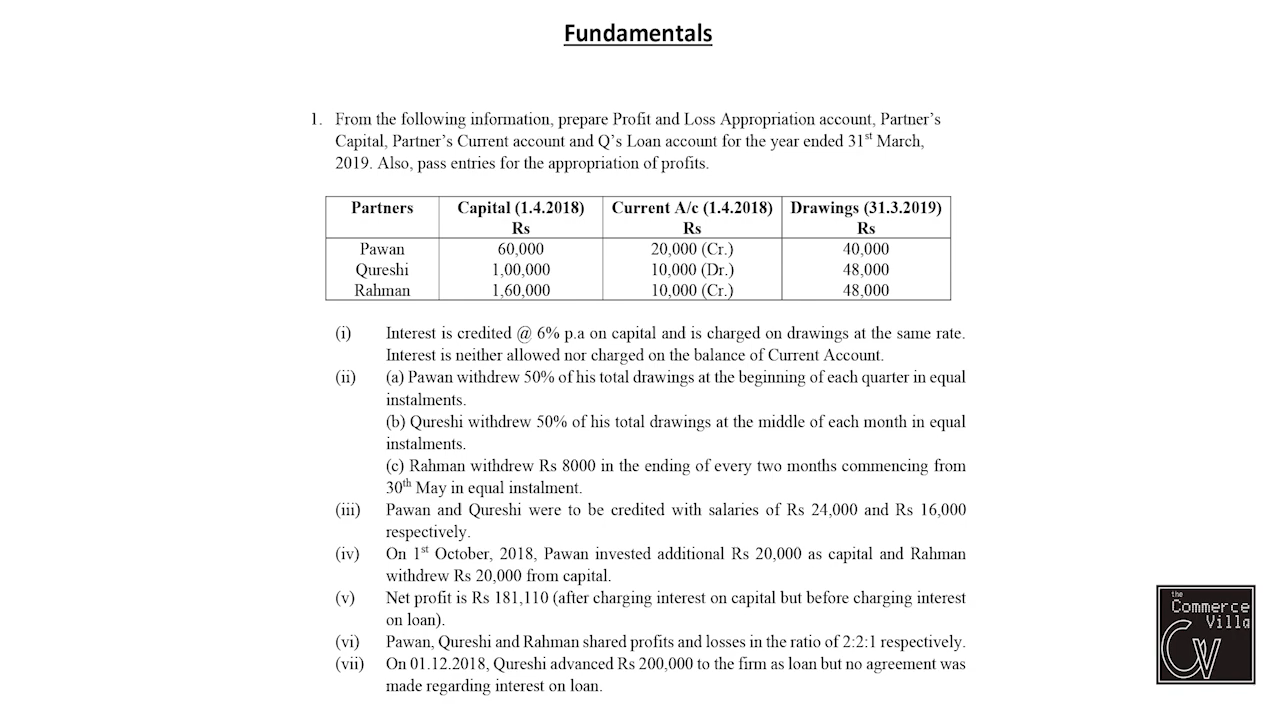 Fundamentals
1. From the following information, prepare Profit and Loss Appropriation account, Partner's
Capital, Partner's Current account and Q's Loan account for the year ended 31st March,
2019. Also, pass entries for the appropriation of profits.
Partners Capital (1.4.2018) Current A/c (1.4.2018) Drawings (31.3.2019)
Rs Rs Rs
Pawan 60,000 20,000 (Cr.) 40,000
Qureshi 1,00,000 10,000 (Dr.) 48,000
Rahman 1,60,000 10,000 (Cr.) 48,000
(i) Interest is credited @ 6% p.a on capital and is charged on drawings at the same rate.
Interest is neither allowed nor charged on the balance of Current Account.
(ii) (a) Pawan withdrew 50% of his total drawings at the beginning of each quarter in equal
instalments.
(b) Qureshi withdrew 50% of his total drawings at the middle of each month in equal
instalments.
(c) Rahman withdrew Rs 8000 in the ending of every two months commencing from
30th May in equal instalment.
(iii) Pawan and Qureshi were to be credited with salaries of Rs 24,000 and Rs 16,000
respectively.
(iv) On 1st October, 2018, Pawan invested additional Rs 20,000 as capital and Rahman
withdrew Rs 20,000 from capital.
(v) Net profit is Rs 181,110 (after charging interest on capital but before charging interest
on loan).
(vi) Pawan, Qureshi and Rahman shared profits and losses in the ratio of 2:2:1 respectively.
(vii) On 01.12.2018, Qureshi advanced Rs 200,000 to the firm as loan but no agreement was
made regarding interest on loan.
the
Commerce
Villa
CV